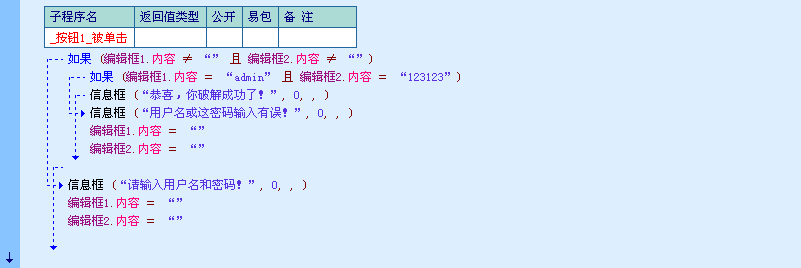 子程序名 返回值类型 公开 易包 备 注
_按钮1_被单击
如果 (编辑框1.内容 ≠ “” 且 编辑框2.内容 ≠ “”)
如果 (编辑框1.内容 = “admin” 且 编辑框2.内容 = “123123”)
信息框 (“恭喜,你破解成功了!”, 0, , )
信息框 (“用户名或这密码输入有误!”, 0, , )
编辑框1.内容 = “”
编辑框2.内容 = “”
信息框 (“请输入用户名和密码!”, 0, , )
编辑框1.内容 = “”
编辑框2.内容 = “”